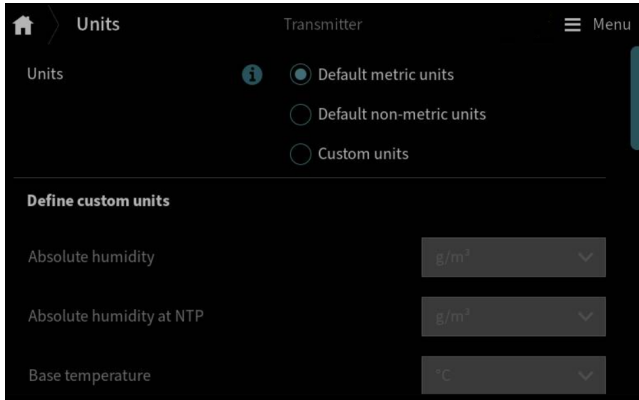 Units Transmitter Menu
Units Default metric units
Default non-metric units
Custom units
Define custom units
Absolute humidity g/m³
Absolute humidity at NTP g/m³
Base temperature °C